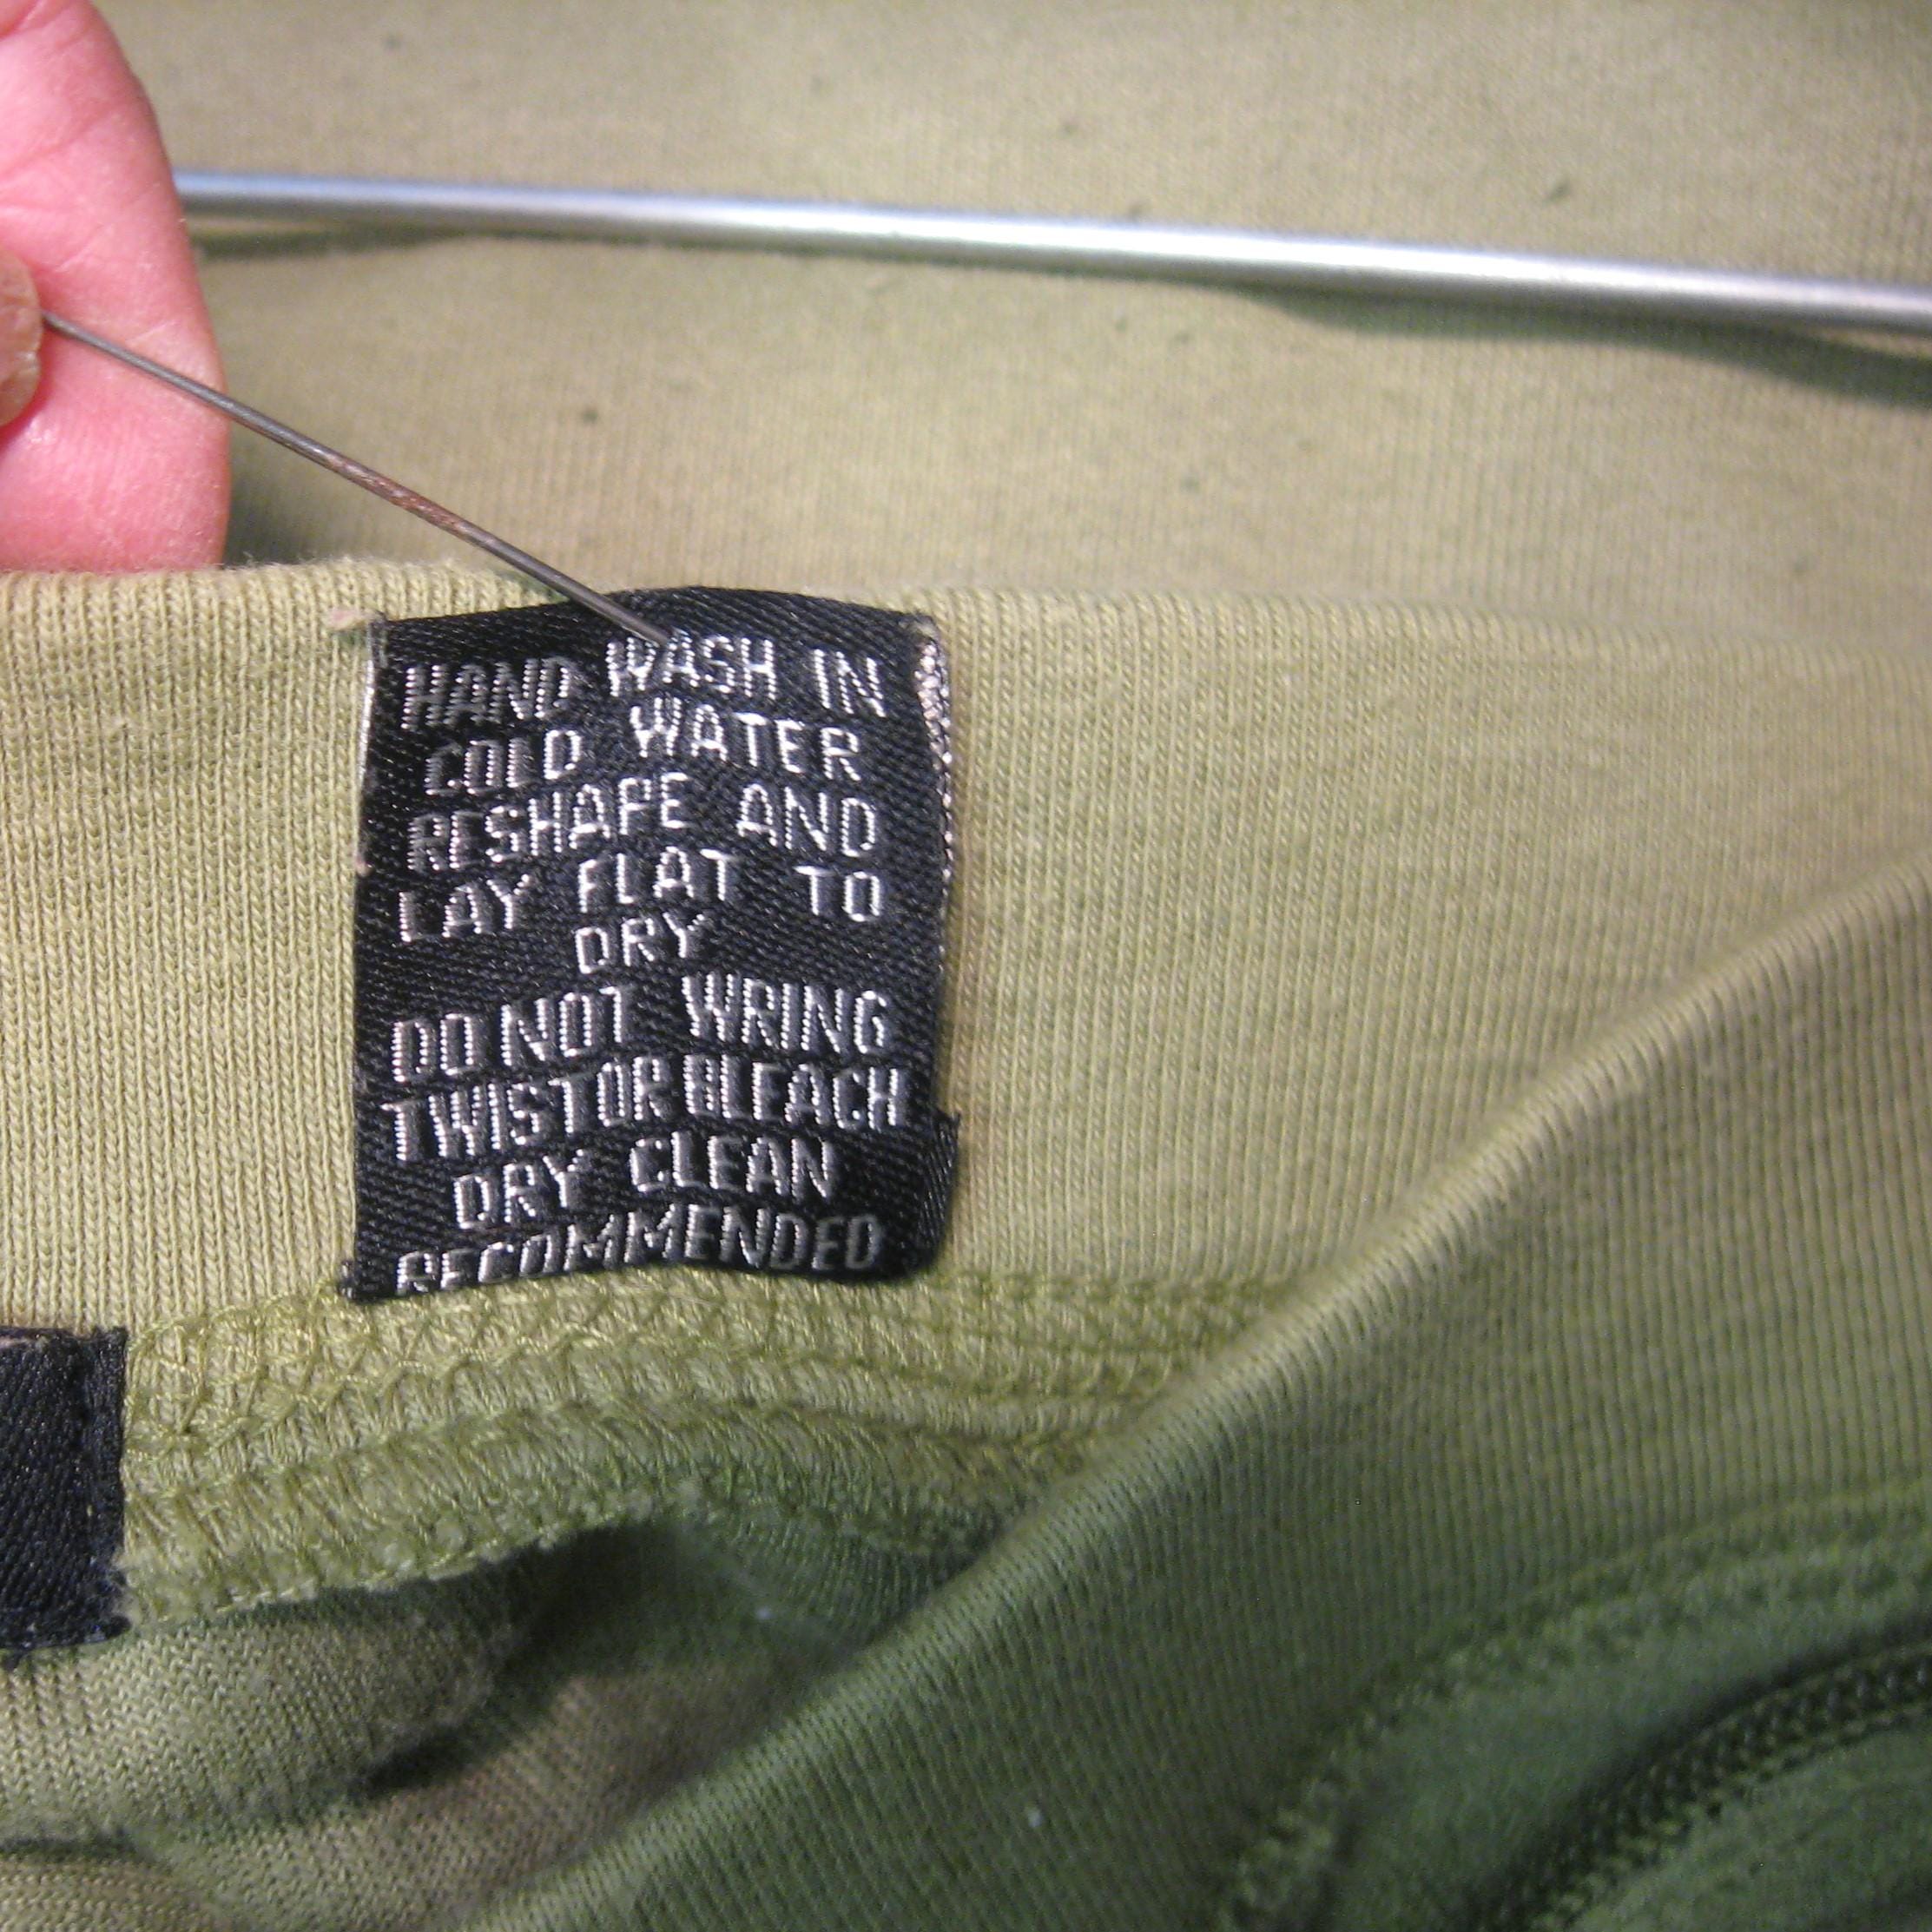 HAND WASH IN
COLD WATER
RESHAPE AND
LAY FLAT TO
DRY
DO NOT WRING
TWIST OR BLEACH
DRY CLEAN
RECOMMENDED